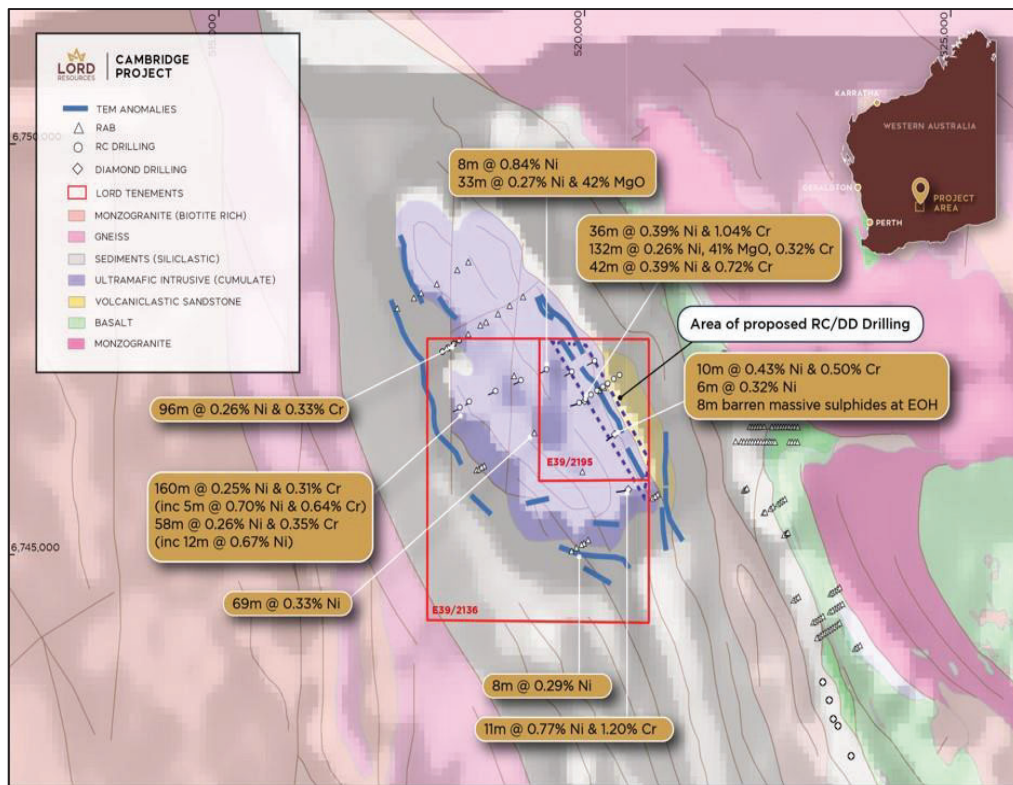 LORD
RESOURCES
CAMBRIDGE
PROJECT
TEM ANOMALIES
RAB
RC DRILLING
DIAMOND DRILLING
LORD TENEMENTS
MONZOGRANITE (BIOTITE RICH)
GNEISS
SEDIMENTS (SILICLASTIC)
ULTRAMAFIC INTRUSIVE (CUMULATE)
VOLCANICLASTIC SANDSTONE
BASALT
MONZOGRANITE
515,000
520,000
525,000
6,750,000
6,745,000
KARRATHA
WESTERN AUSTRALIA
GERALDTON
PERTH
PROJECT
AREA
8m @ 0.84% Ni
33m @ 0.27% Ni & 42% MgO
36m @ 0.39% Ni & 1.04% Cr
132m @ 0.26% Ni, 41% MgO, 0.32% Cr
42m @ 0.39% Ni & 0.72% Cr
Area of proposed RC/DD Drilling
10m @ 0.43% Ni & 0.50% Cr
6m @ 0.32% Ni
8m barren massive sulphides at EOH
96m @ 0.26% Ni & 0.33% Cr
E39/2195
160m @ 0.25% Ni & 0.31% Cr
(inc 5m @ 0.70% Ni & 0.64% Cr)
58m @ 0.26% Ni & 0.35% Cr
(inc 12m @ 0.67% Ni)
69m @ 0.33% Ni
E39/2136
8m @ 0.29% Ni
11m @ 0.77% Ni & 1.20% Cr